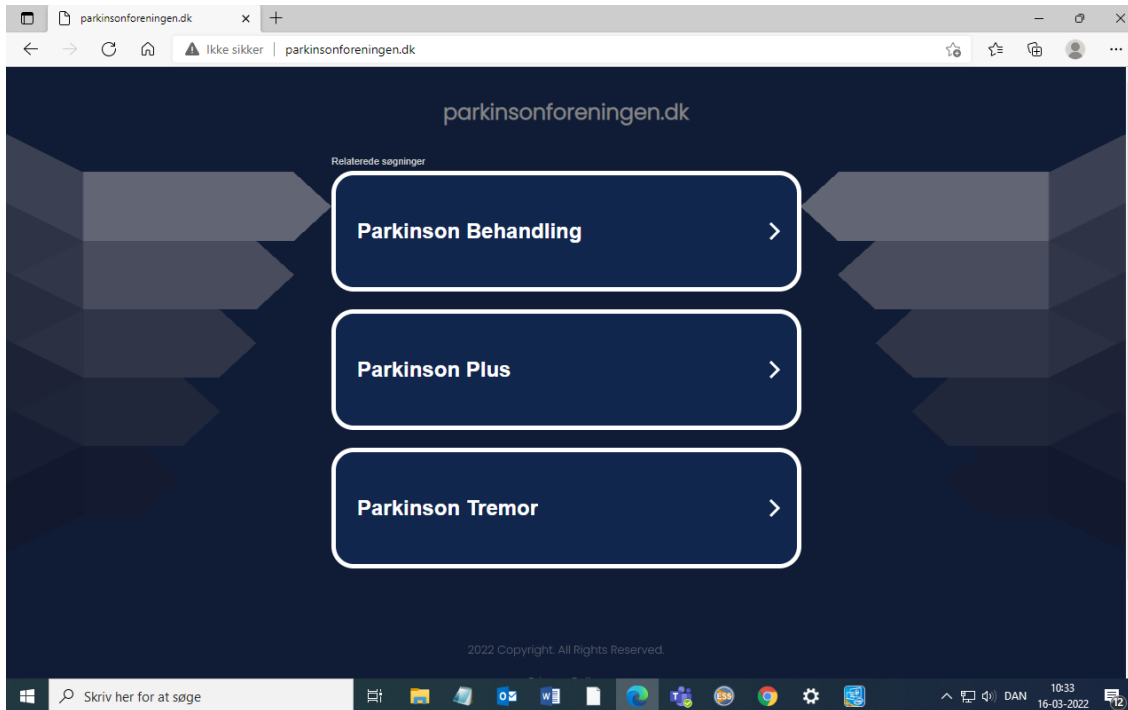 parkinsonforeningen.dk
Ikke sikker parkinsonforeningen.dk
parkinsonforeningen.dk
Relaterede søgninger
Parkinson Behandling
Parkinson Plus
Parkinson Tremor
2022 Copyright. All Rights Reserved.
Skriv her for at søge
DAN
10:33
16-03-2022
12